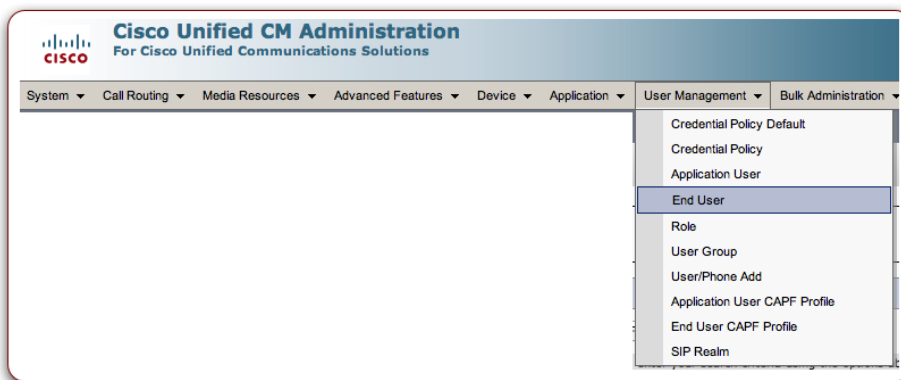 Cisco Unified CM Administration
For Cisco Unified Communications Solutions
CISCO
System Call Routing Media Resources Advanced Features Device Application User Management Bulk Administration
Credential Policy Default
Credential Policy
Application User
End User
Role
User Group
User/Phone Add
Application User CAPF Profile
End User CAPF Profile
SIP Realm